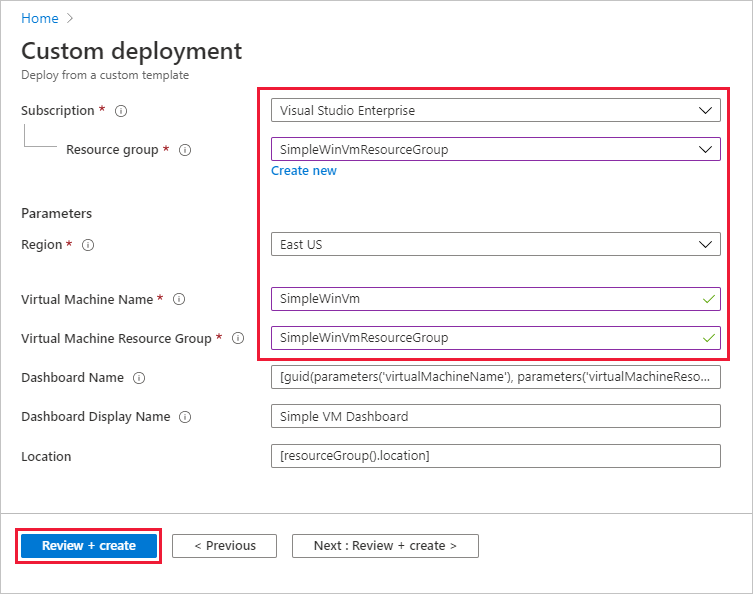 Home >
Custom deployment
Deploy from a custom template
Subscription * Visual Studio Enterprise
Resource group * SimpleWinVmResourceGroup
Create new
Parameters
Region * East US
Virtual Machine Name * SimpleWinVm
Virtual Machine Resource Group * SimpleWinVmResourceGroup
Dashboard Name [guid(parameters('virtualMachineName'), parameters('virtualMachineReso...
Dashboard Display Name Simple VM Dashboard
Location [resourceGroup().location]
Review + create < Previous Next : Review + create >